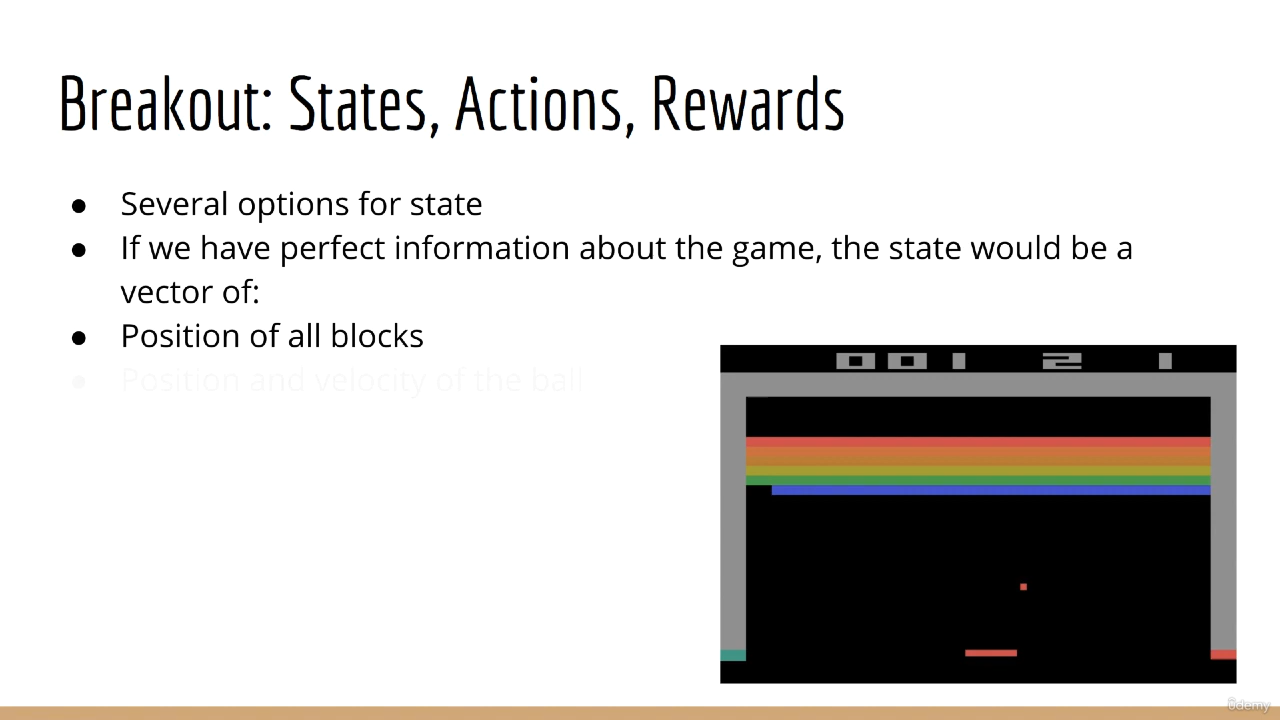 Breakout: States, Actions, Rewards
● Several options for state
● If we have perfect information about the game, the state would be a
vector of:
● Position of all blocks
● Position and velocity of the ball
001 2 1
ûdemy